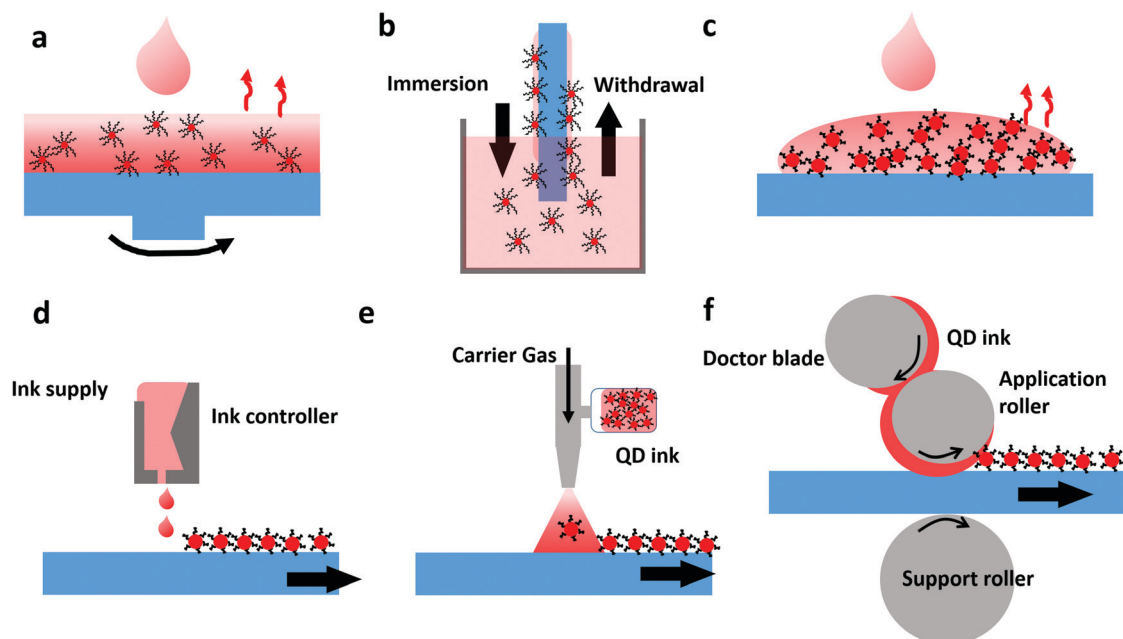 a
b
c
Immersion
Withdrawal
d
e
f
Ink supply
Ink controller
Carrier Gas
QD ink
Doctor blade
QD ink
Application
roller
Support roller